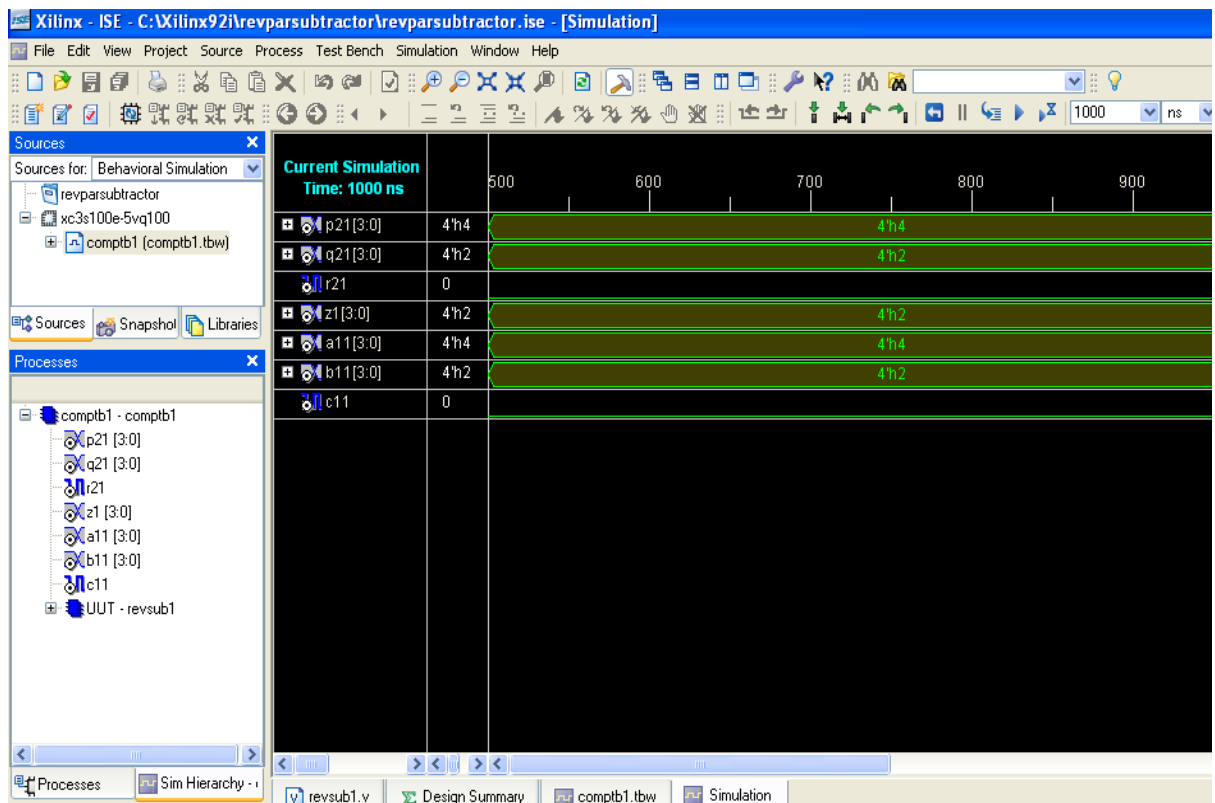 Xilinx - ISE - C:\Xilinx92i\revparsubtractor\revparsubtractor.ise - [Simulation]
File Edit View Project Source Process Test Bench Simulation Window Help
1000 ns
Sources
Sources for: Behavioral Simulation
revparsubtractor
xc3s100e-5vq100
comptb1 (comptb1.tbw)
Sources Snapshot Libraries
Processes
comptb1 - comptb1
p21 [3:0]
q21 [3:0]
r21
z1 [3:0]
a11 [3:0]
b11 [3:0]
c11
UUT - revsub1
Processes Sim Hierarchy -
Current Simulation
Time: 1000 ns
500 600 700 800 900
p21[3:0] 4'h4 4'h4
q21[3:0] 4'h2 4'h2
r21 0
z1[3:0] 4'h2 4'h2
a11[3:0] 4'h4 4'h4
b11[3:0] 4'h2 4'h2
c11 0
revsub1.v Design Summary comptb1.tbw Simulation